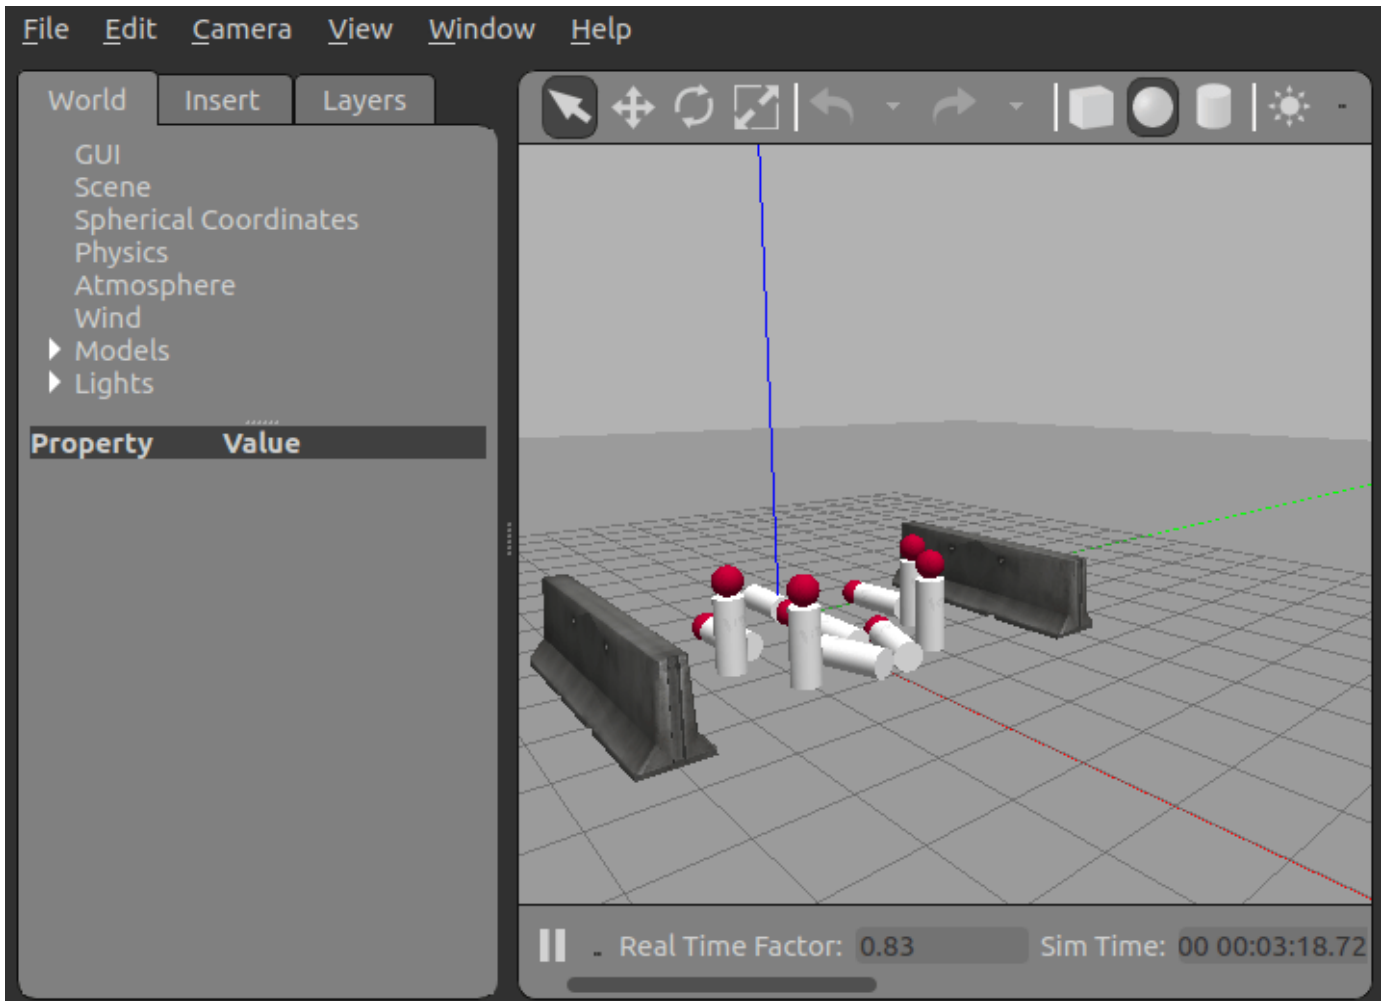 File Edit Camera View Window Help
World Insert Layers
GUI
Scene
Spherical Coordinates
Physics
Atmosphere
Wind
Models
Lights
Property Value
Real Time Factor: 0.83 Sim Time: 00 00:03:18.72